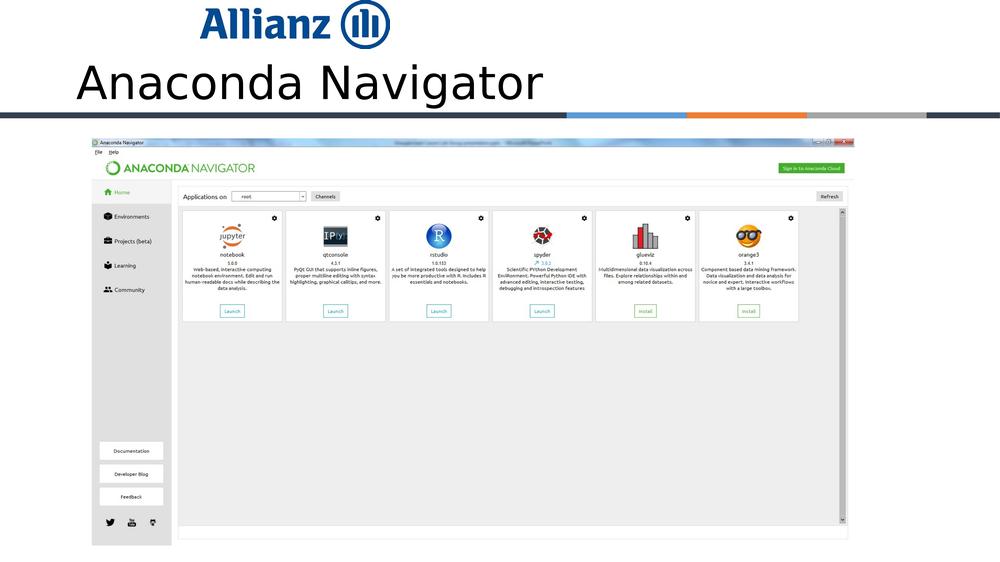 Allianz
Anaconda Navigator
Anaconda Navigator
File Help
ANACONDA NAVIGATOR
Sign in to Anaconda Cloud
Home
Environments
Projects (beta)
Learning
Community
Documentation
Developer Blog
Feedback
Applications on root Channels Refresh
jupyter
notebook
5.0.0
Web-based, interactive computing
notebook environment. Edit and run
human-readable docs while describing the
data analysis.
Launch
IP[y]:
qtconsole
4.3.1
PyQt GUI that supports inline figures,
proper multiline editing with syntax
highlighting, graphical calltips, and more.
Launch
R
rstudio
1.0.153
A set of integrated tools designed to help
you be more productive with R. Includes R
essentials and notebooks.
Launch
spyder
3.2.3
Scientific PYthon Development
EnviRonment. Powerful Python IDE with
advanced editing, interactive testing,
debugging and introspection features
Launch
glueviz
0.10.4
Multidimensional data visualization across
files. Explore relationships within and
among related datasets.
Install
orange3
3.4.1
Component based data mining framework.
Data visualization and data analysis for
novice and expert. Interactive workflows
with a large toolbox.
Install